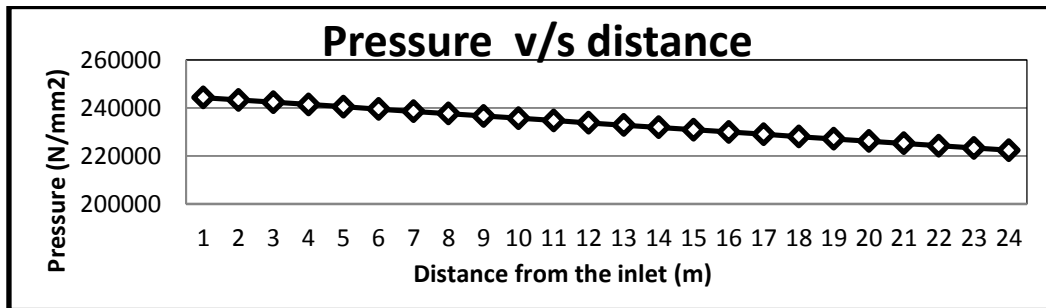 Pressure v/s distance
Pressure (N/mm2)
260000
240000
220000
200000
1 2 3 4 5 6 7 8 9 10 11 12 13 14 15 16 17 18 19 20 21 22 23 24
Distance from the inlet (m)